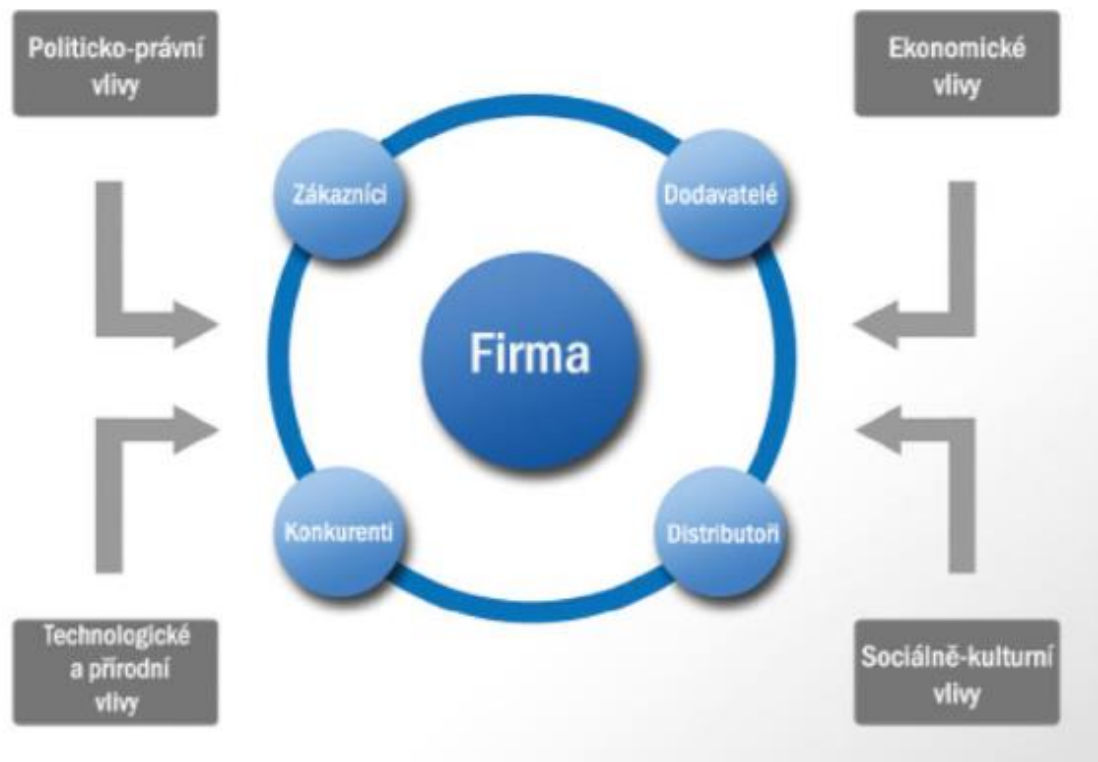 Politicko-právní
vlivy
Ekonomické
vlivy
Zákazníci
Dodavatelé
Firma
Konkurenti
Distributoři
Technologické
a přírodní
vlivy
Sociálně-kulturní
vlivy